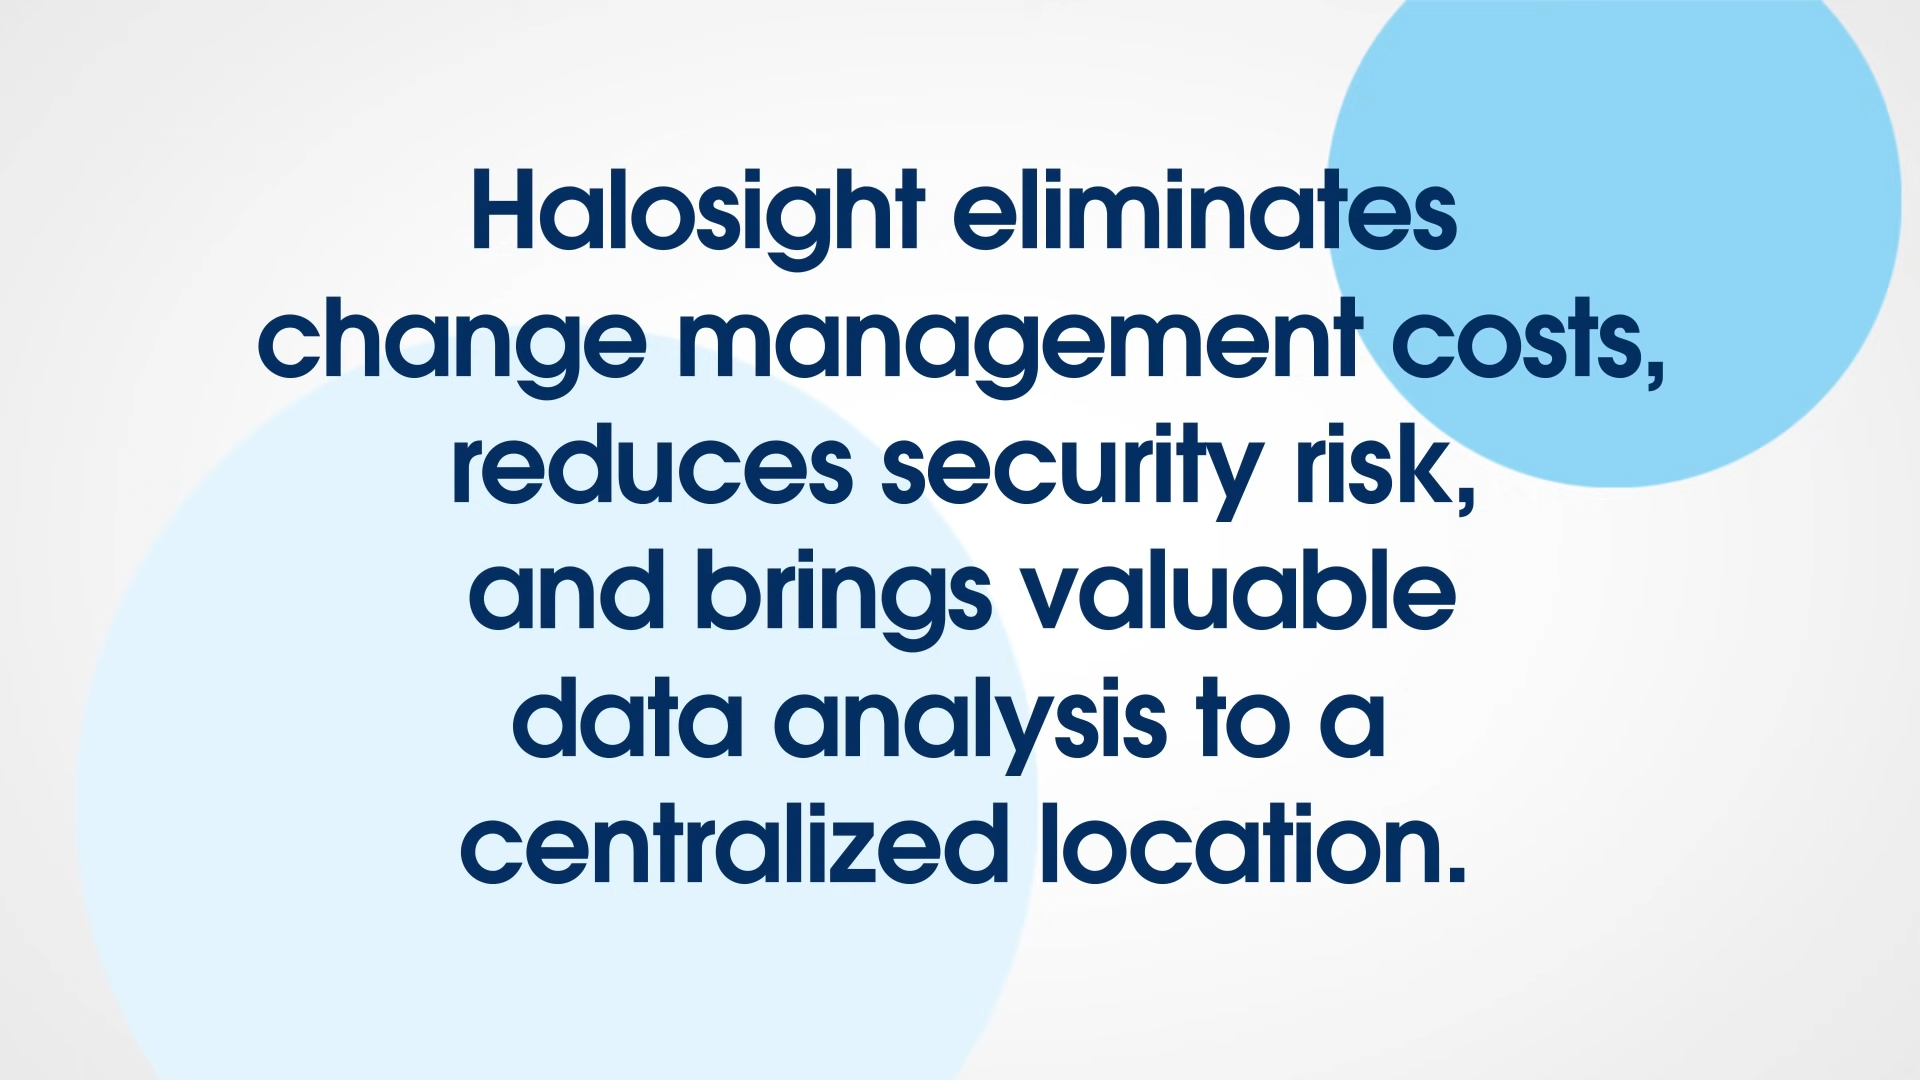 Halosight eliminates
change management costs,
reduces security risk,
and brings valuable
data analysis to a
centralized location.